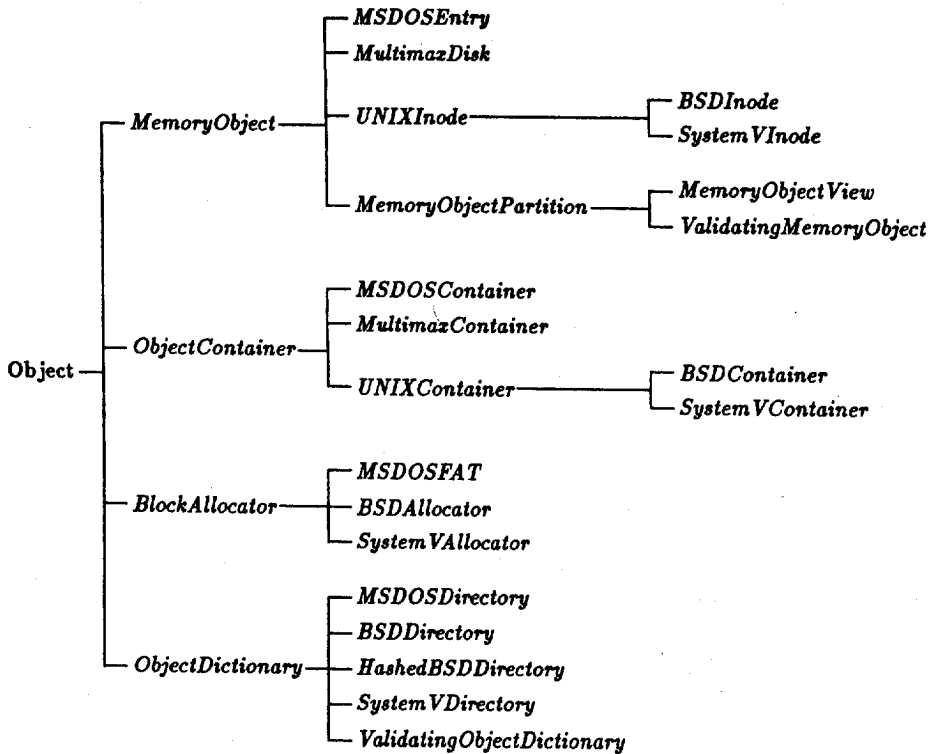 MSDOSEntry
MultimaxDisk
MemoryObject
UNIXInode
BSDInode
SystemVInode
MemoryObjectPartition
MemoryObjectView
ValidatingMemoryObject
Object
ObjectContainer
MSDOSContainer
MultimaxContainer
UNIXContainer
BSDContainer
SystemVContainer
BlockAllocator
MSDOSFAT
BSDAllocator
SystemVAllocator
ObjectDictionary
MSDOSDirectory
BSDDirectory
HashedBSDDirectory
SystemVDirectory
ValidatingObjectDictionary